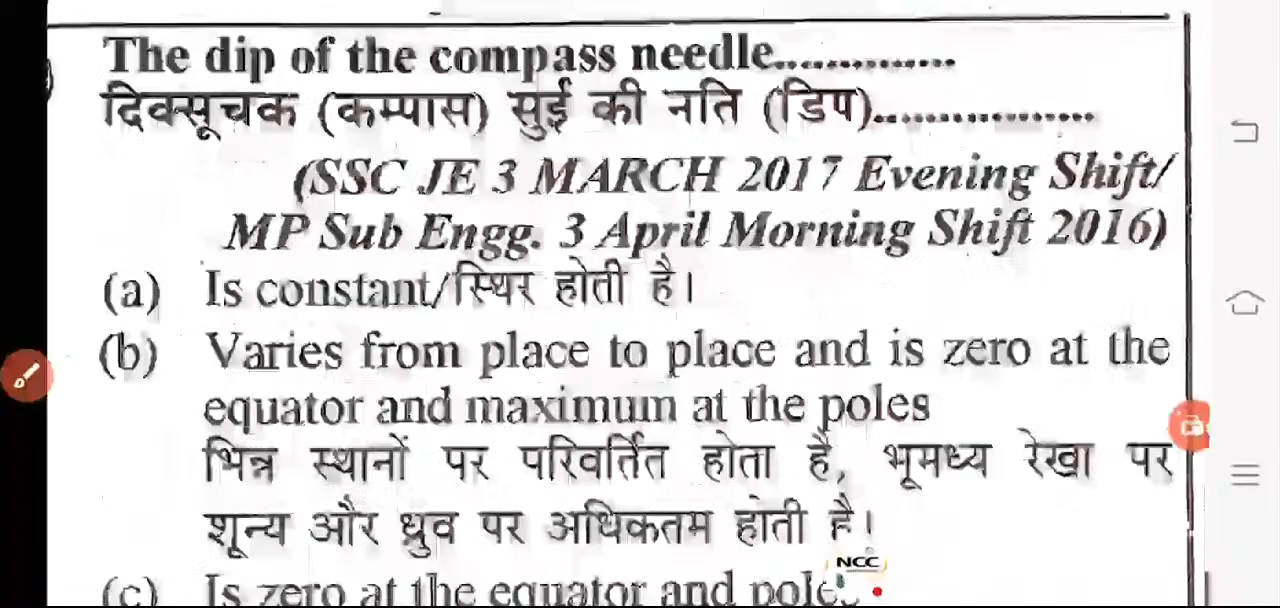 The dip of the compass needle..............
दिक्सूचक (कम्पास) सुई की नति (डिप)..................
(SSC JE 3 MARCH 2017 Evening Shift/
MP Sub Engg. 3 April Morning Shift 2016)
(a) Is constant/स्थिर होती है।
(b) Varies from place to place and is zero at the
equator and maximum at the poles
भिन्न स्थानों पर परिवर्तित होता है, भूमध्य रेखा पर
शून्य और ध्रुव पर अधिकतम होती है।
NCC
(c) Is zero at the equator and